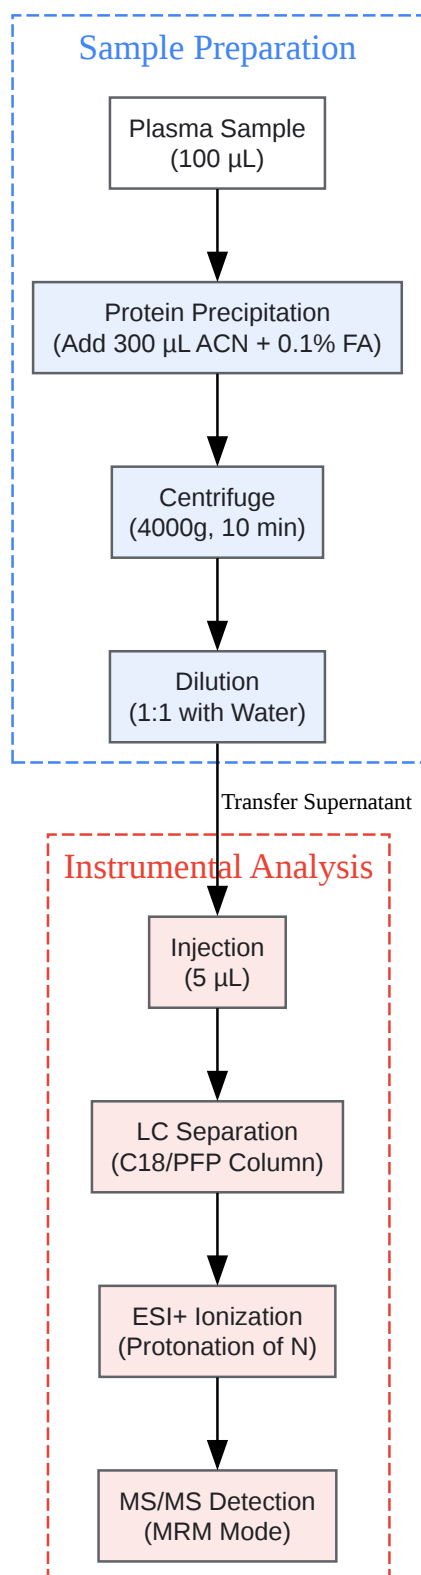 Sample Preparation
Plasma Sample
(100 µL)
Protein Precipitation
(Add 300 µL ACN + 0.1% FA)
Centrifuge
(4000g, 10 min)
Dilution
(1:1 with Water)
Transfer Supernatant
Instrumental Analysis
Injection
(5 µL)
LC Separation
(C18/PFP Column)
ESI+ Ionization
(Protonation of N)
MS/MS Detection
(MRM Mode)